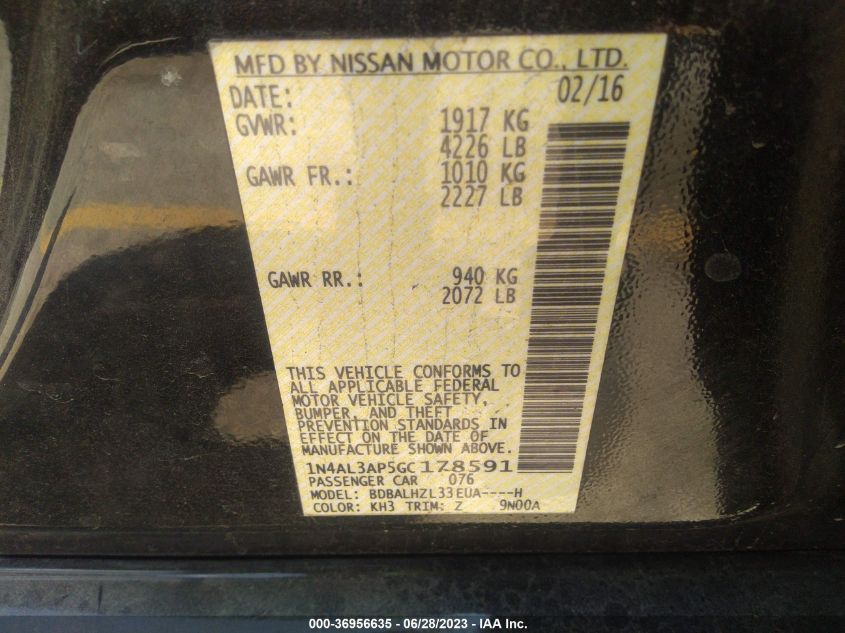 MFD BY NISSAN MOTOR CO., LTD.
DATE: 02/16
GVWR: 1917 KG
4226 LB
GAWR FR.: 1010 KG
2227 LB
GAWR RR.: 940 KG
2072 LB
THIS VEHICLE CONFORMS TO
ALL APPLICABLE FEDERAL
MOTOR VEHICLE SAFETY,
BUMPER, AND THEFT
PREVENTION STANDARDS IN
EFFECT ON THE DATE OF
MANUFACTURE SHOWN ABOVE.
1N4AL3AP5GC178591
PASSENGER CAR 076
MODEL: BDBALHZL33EUA----H
COLOR: KH3 TRIM: Z 9N00A
000-36956635 - 06/28/2023 - IAA Inc.